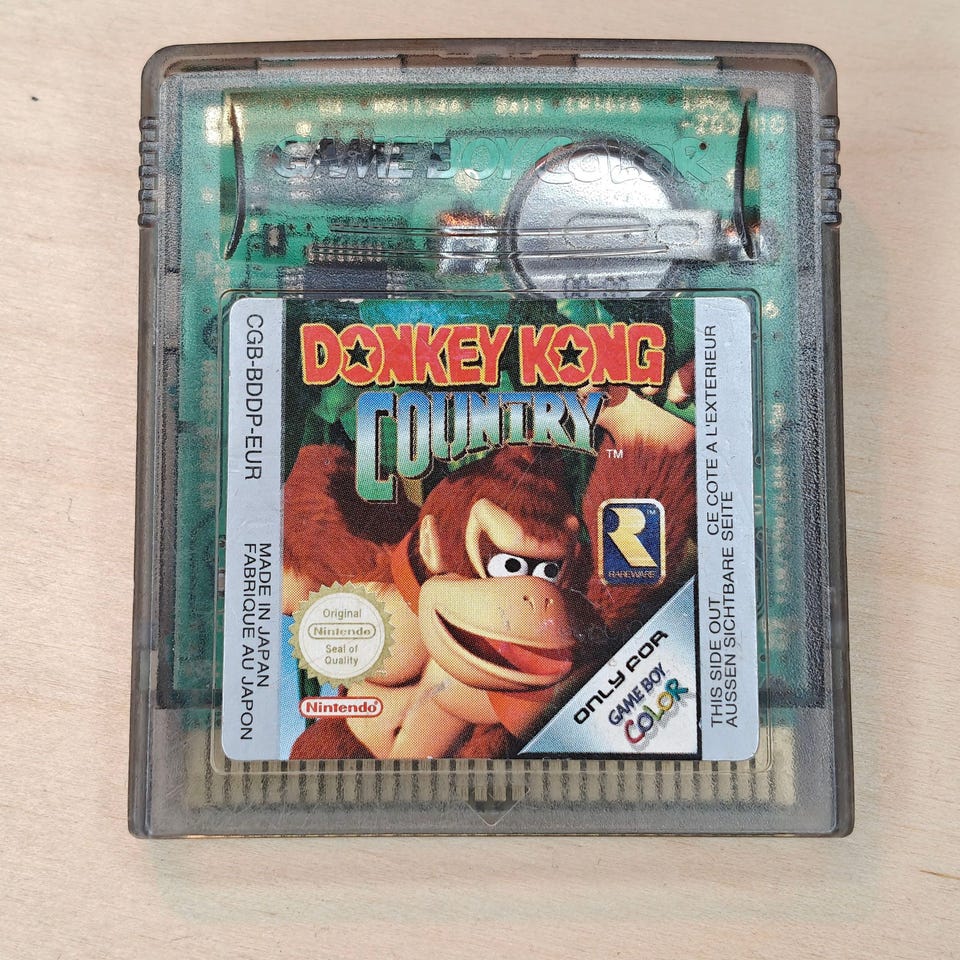 GAME BOY COLOR
DONKEY KONG
COUNTRY
TM
CGB-BDDP-EUR
MADE IN JAPAN
FABRIQUE AU JAPON
R
TM
RAREWARE
Original
Nintendo
Seal of
Quality
Nintendo
ONLY FOR
GAME BOY
COLOR
THIS SIDE OUT CE COTE A L'EXTERIEUR
AUSSEN SICHTBARE SEITE